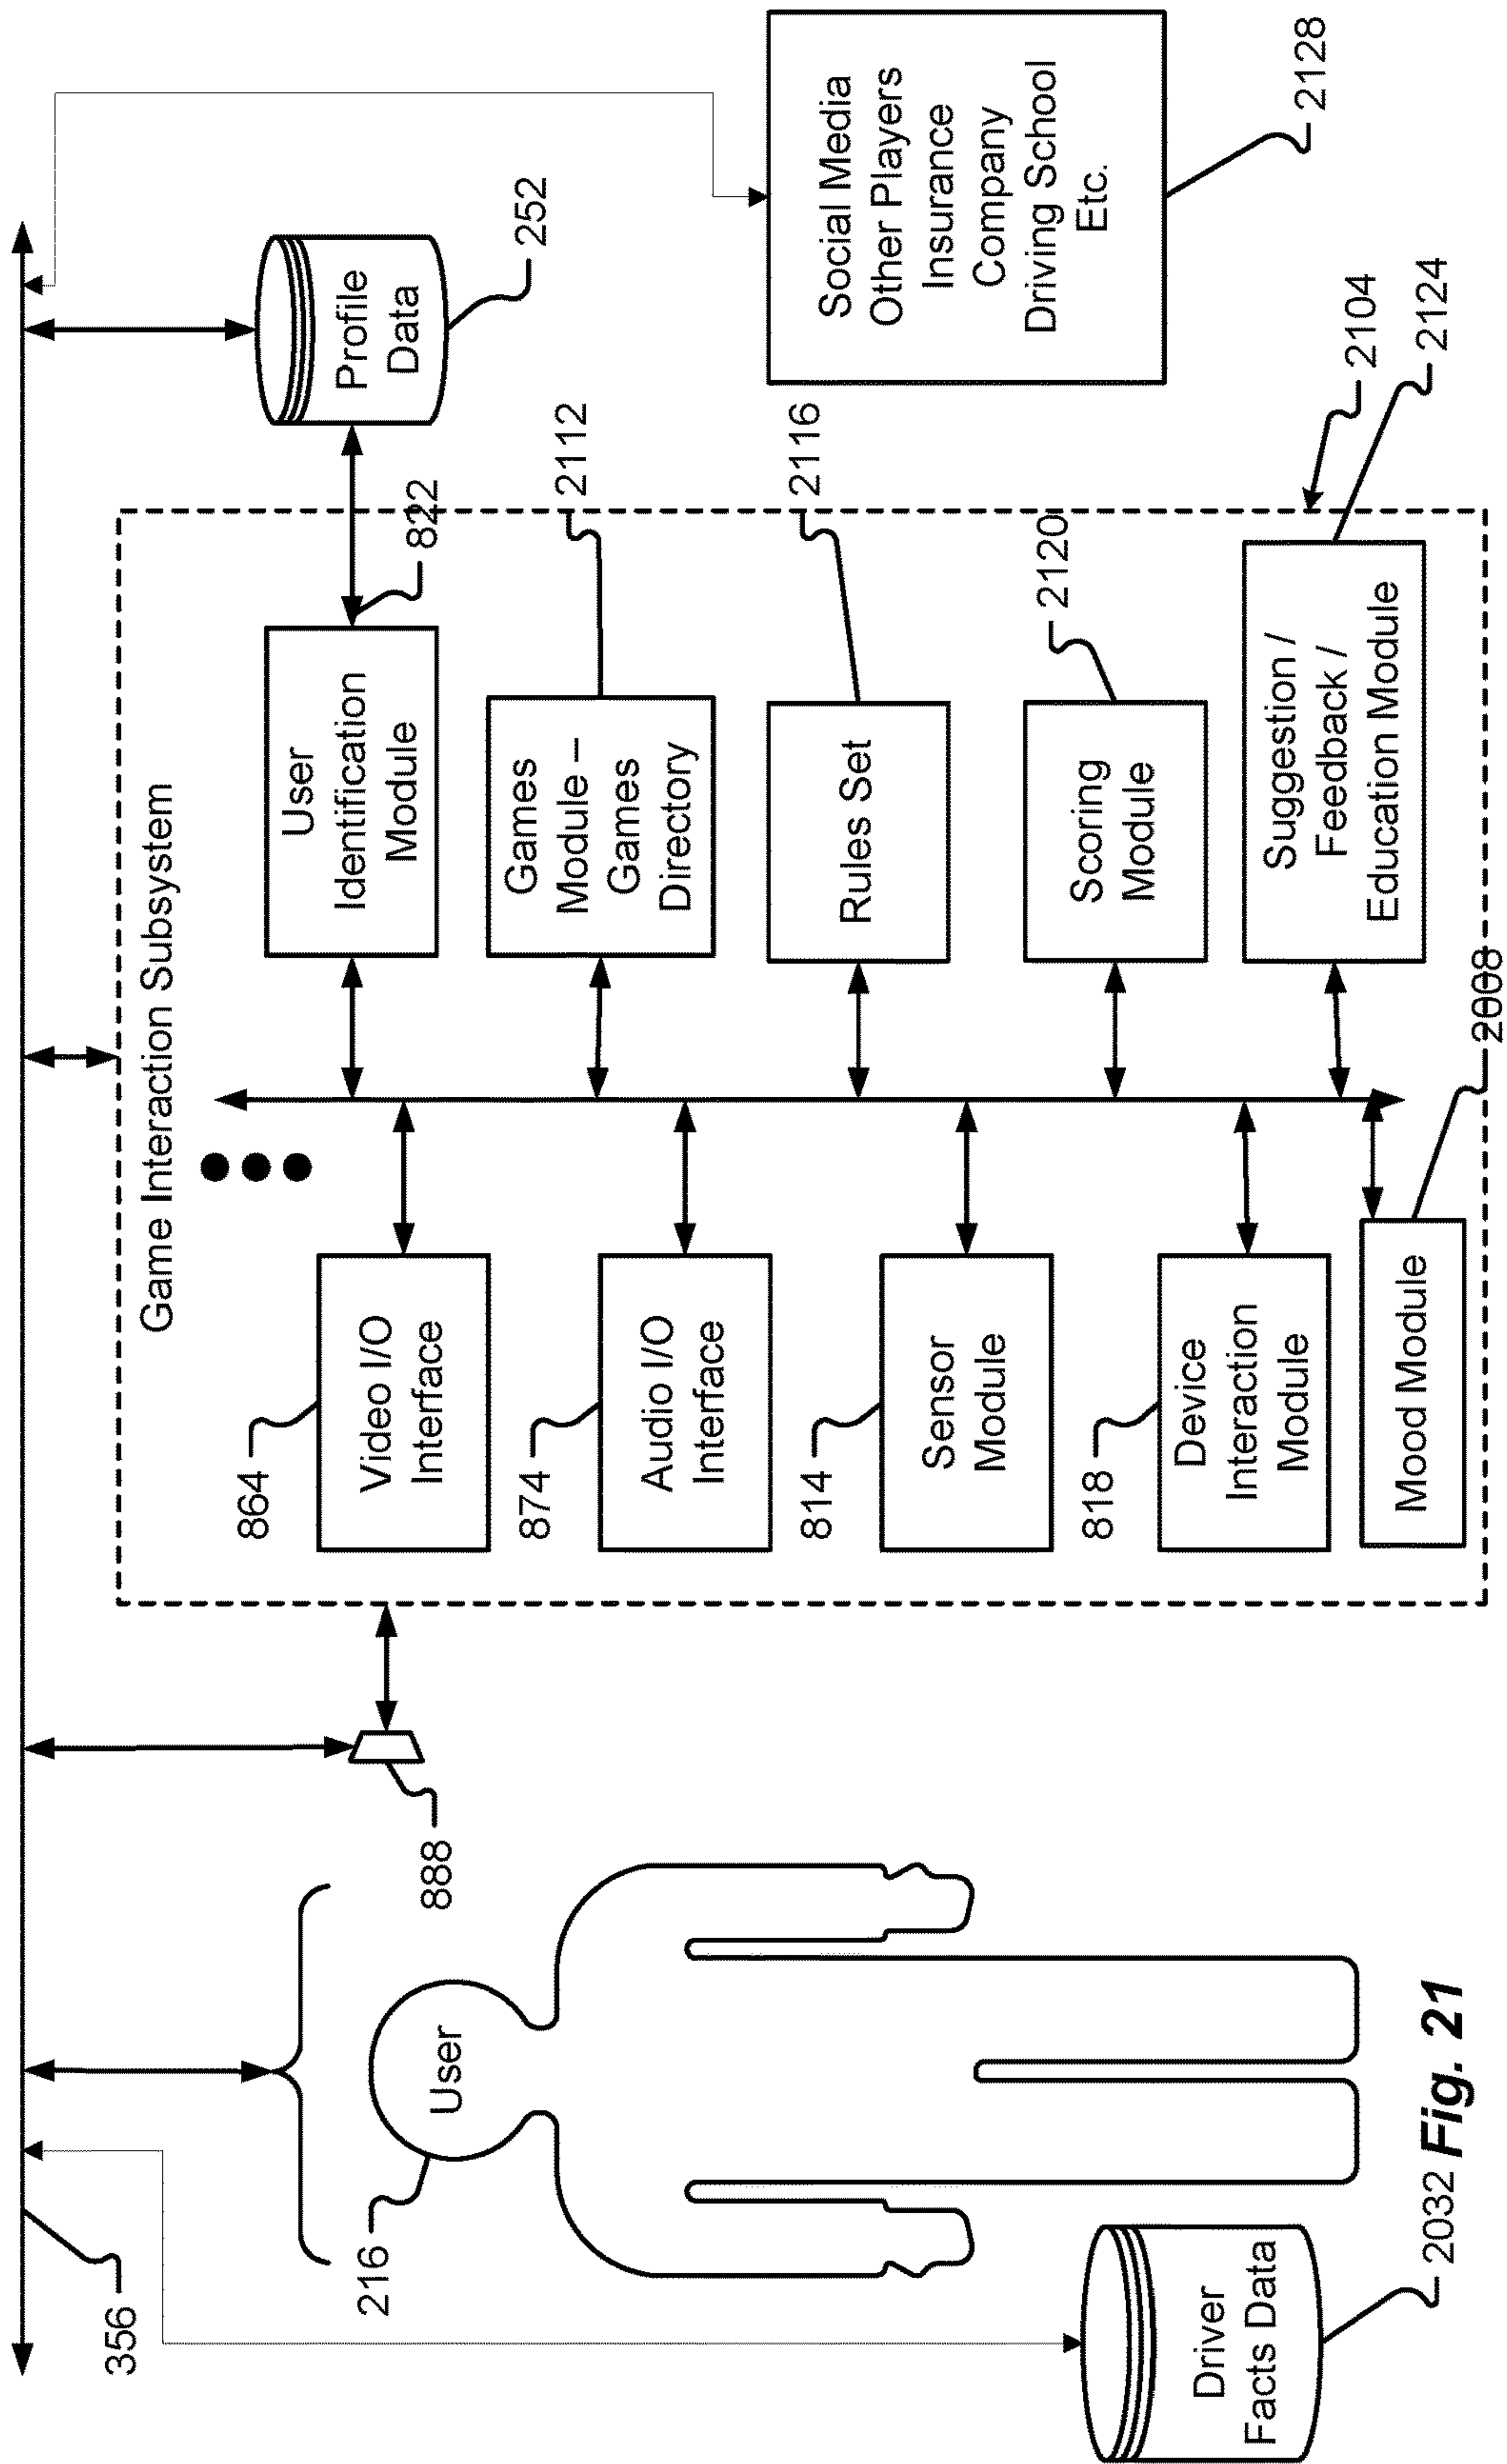 356
216
User
888
Driver
Facts Data
2032
Fig. 21
Game Interaction Subsystem
864
Video I/O
Interface
874
Audio I/O
Interface
814
Sensor
Module
818
Device
Interaction
Module
Mood Module
2008
User
Identification
Module
822
Games
Module –
Games
Directory
2112
Rules Set
2116
Scoring
Module
2120
Suggestion /
Feedback /
Education Module
2124
2104
Profile
Data
252
Social Media
Other Players
Insurance
Company
Driving School
Etc.
2128